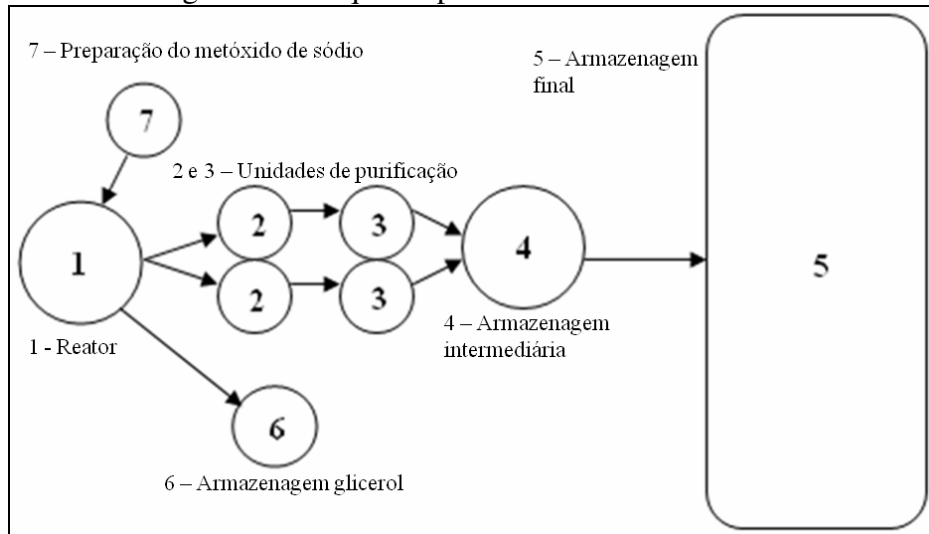 7 – Preparação do metóxido de sódio
5 – Armazenagem
final
7
2 e 3 – Unidades de purificação
2
3
1
4
5
2
3
4 – Armazenagem
intermediária
1 - Reator
6
6 – Armazenagem glicerol